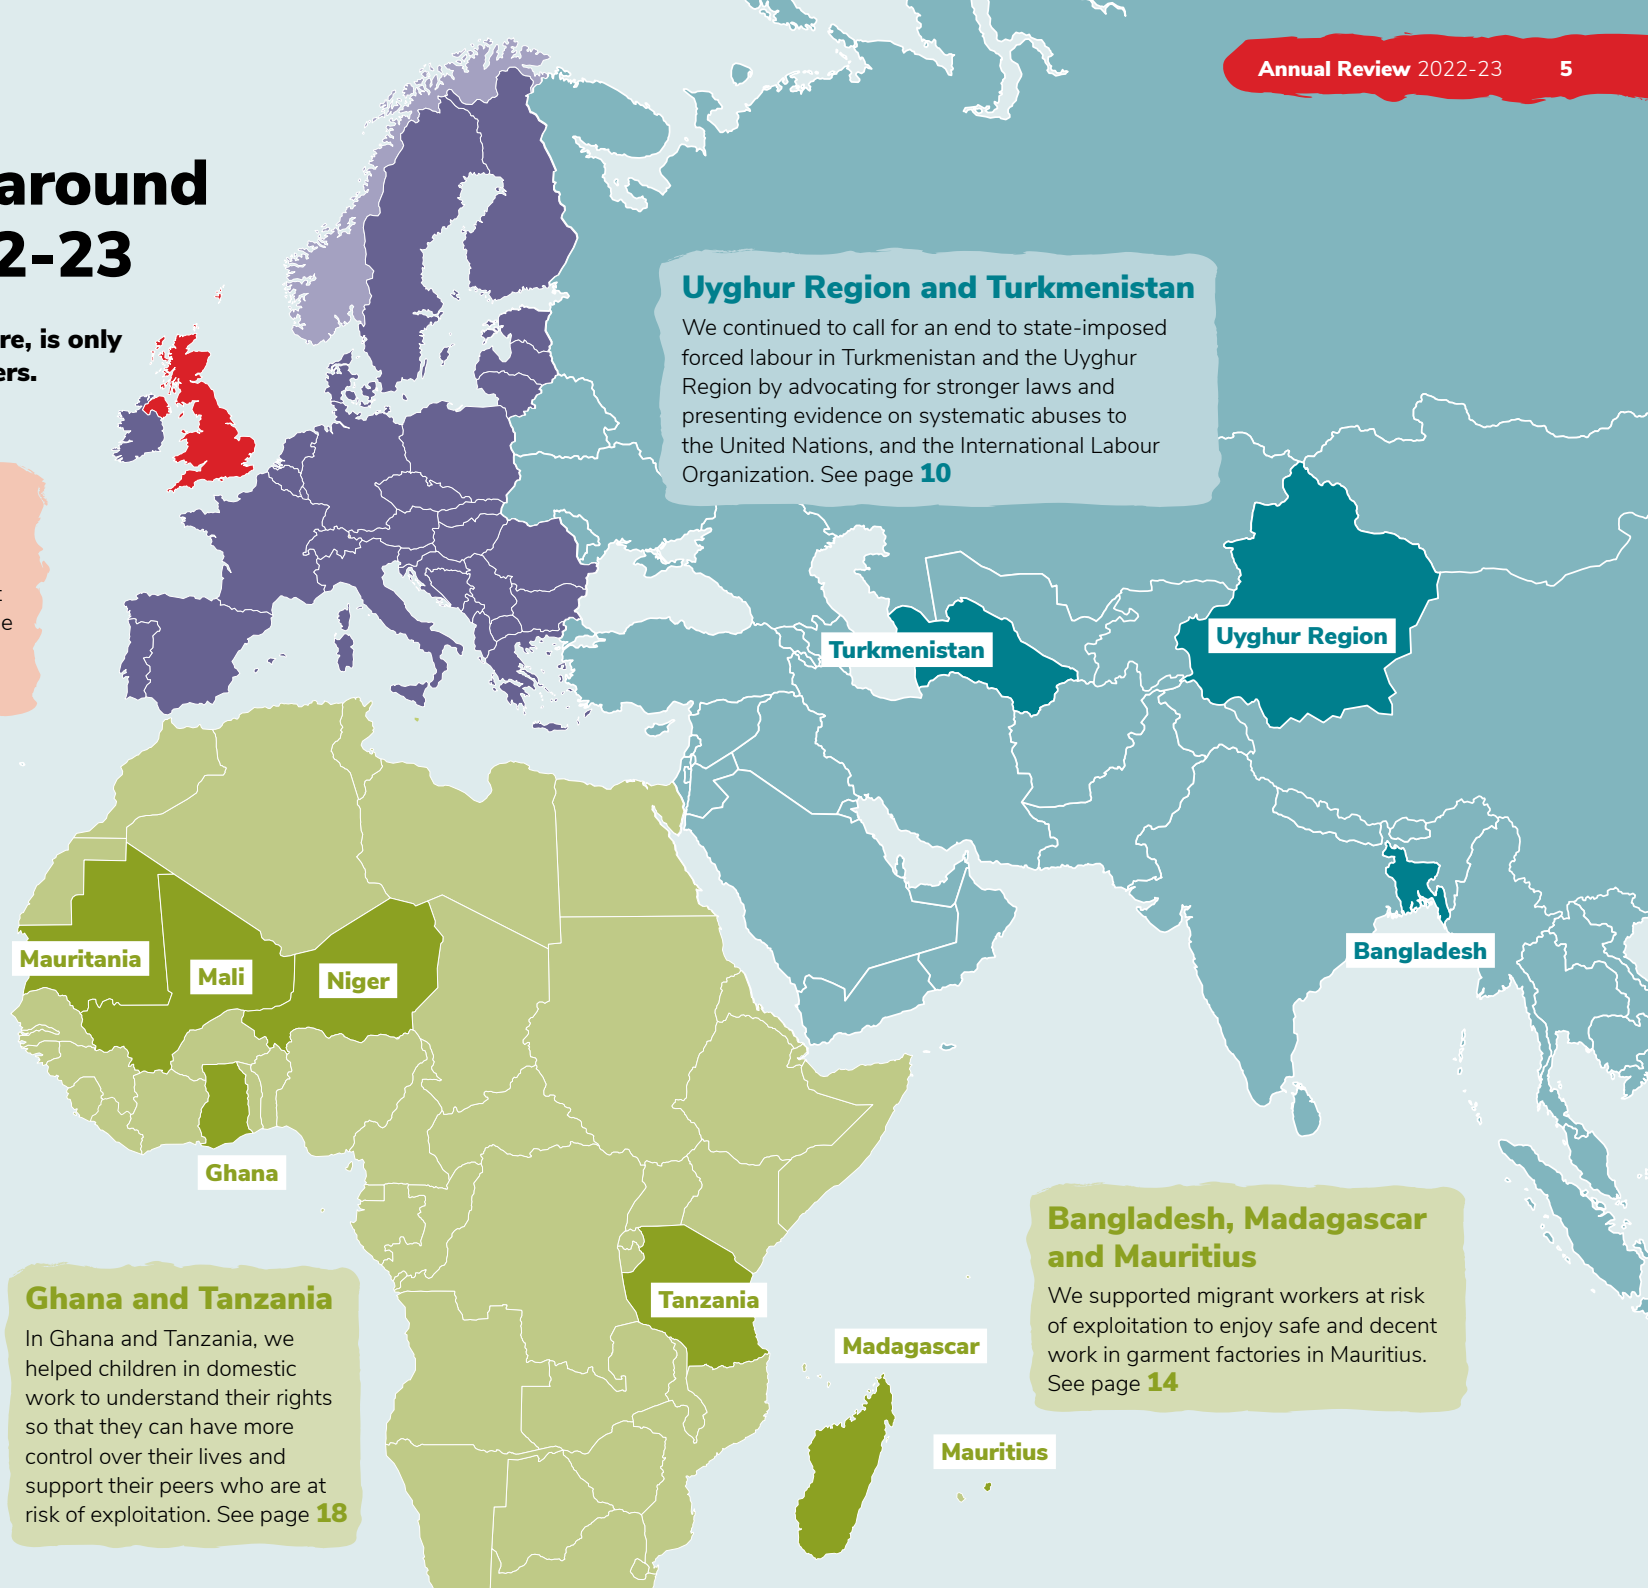 Annual Review 2022-23 5
around
2-23
re, is only
ers.
t
e
Uyghur Region and Turkmenistan
We continued to call for an end to state-imposed
forced labour in Turkmenistan and the Uyghur
Region by advocating for stronger laws and
presenting evidence on systematic abuses to
the United Nations, and the International Labour
Organization. See page 10
Turkmenistan
Uyghur Region
Bangladesh
Mauritania
Mali
Niger
Ghana
Tanzania
Madagascar
Mauritius
Bangladesh, Madagascar
and Mauritius
We supported migrant workers at risk
of exploitation to enjoy safe and decent
work in garment factories in Mauritius.
See page 14
Ghana and Tanzania
In Ghana and Tanzania, we
helped children in domestic
work to understand their rights
so that they can have more
control over their lives and
support their peers who are at
risk of exploitation. See page 18